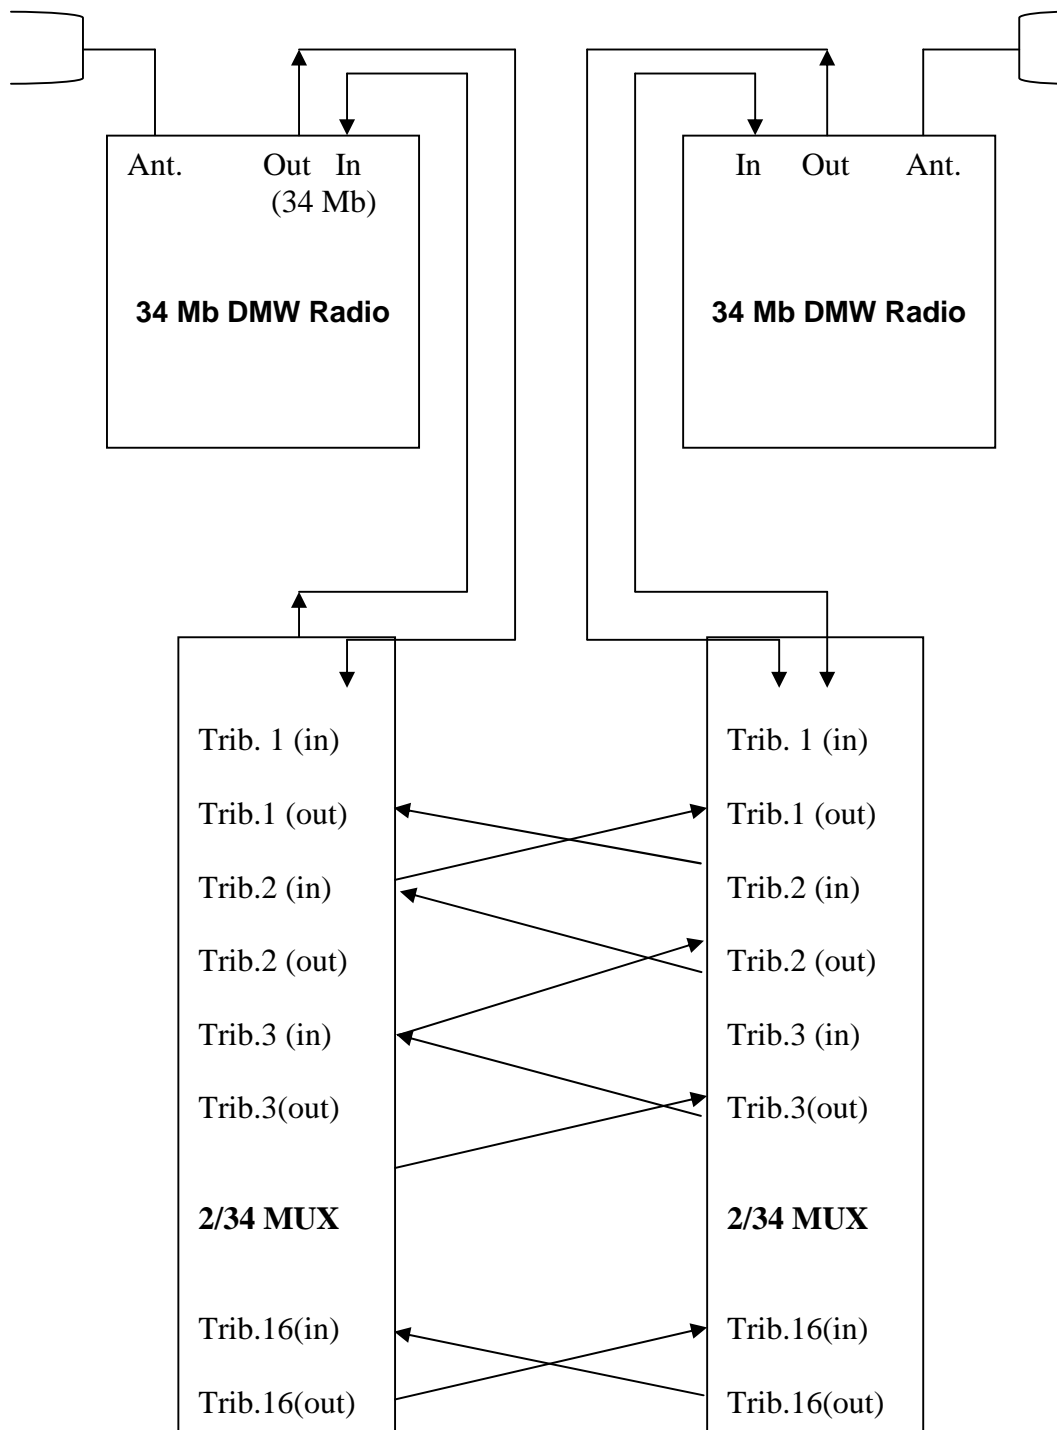 Ant. Out In In Out Ant.
(34 Mb)
34 Mb DMW Radio 34 Mb DMW Radio
Trib. 1 (in) Trib. 1 (in)
Trib.1 (out) Trib.1 (out)
Trib.2 (in) Trib.2 (in)
Trib.2 (out) Trib.2 (out)
Trib.3 (in) Trib.3 (in)
Trib.3(out) Trib.3(out)
2/34 MUX 2/34 MUX
Trib.16(in) Trib.16(in)
Trib.16(out) Trib.16(out)